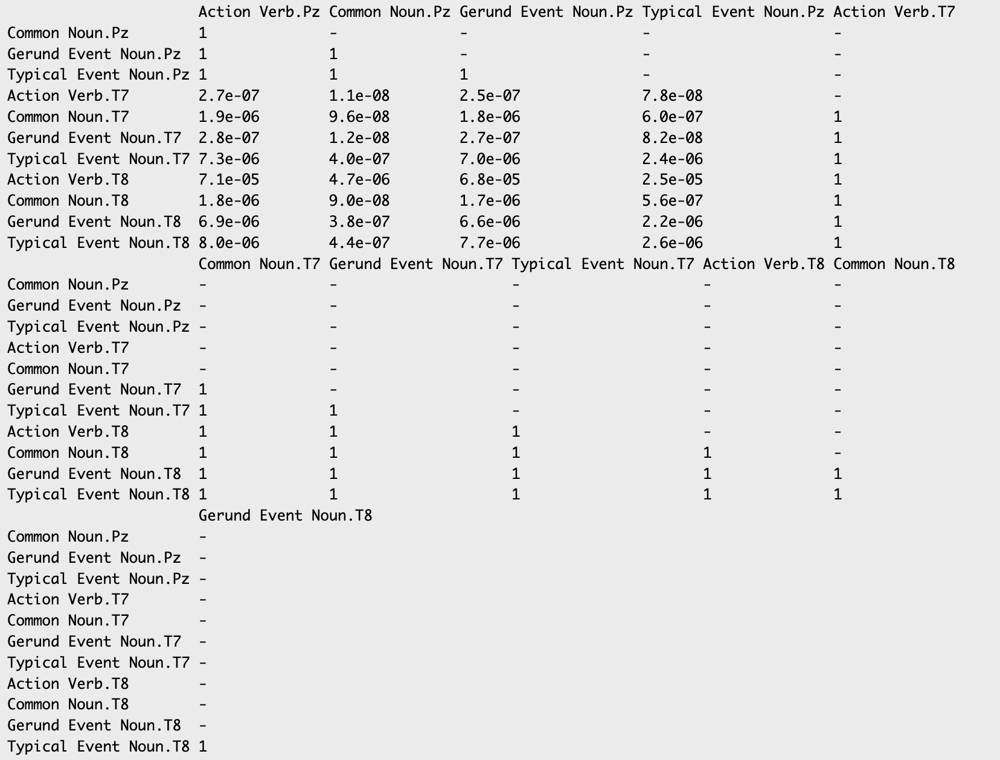 Action Verb.Pz Common Noun.Pz Gerund Event Noun.Pz Typical Event Noun.Pz Action Verb.T7
Common Noun.Pz 1 - - - -
Gerund Event Noun.Pz 1 1 - - -
Typical Event Noun.Pz 1 1 1 - -
Action Verb.T7 2.7e-07 1.1e-08 2.5e-07 7.8e-08 -
Common Noun.T7 1.9e-06 9.6e-08 1.8e-06 6.0e-07 1
Gerund Event Noun.T7 2.8e-07 1.2e-08 2.7e-07 8.2e-08 1
Typical Event Noun.T7 7.3e-06 4.0e-07 7.0e-06 2.4e-06 1
Action Verb.T8 7.1e-05 4.7e-06 6.8e-05 2.5e-05 1
Common Noun.T8 1.8e-06 9.0e-08 1.7e-06 5.6e-07 1
Gerund Event Noun.T8 6.9e-06 3.8e-07 6.6e-06 2.2e-06 1
Typical Event Noun.T8 8.0e-06 4.4e-07 7.7e-06 2.6e-06 1
Common Noun.T7 Gerund Event Noun.T7 Typical Event Noun.T7 Action Verb.T8 Common Noun.T8
Common Noun.Pz - - - - -
Gerund Event Noun.Pz - - - - -
Typical Event Noun.Pz - - - - -
Action Verb.T7 - - - - -
Common Noun.T7 - - - - -
Gerund Event Noun.T7 1 - - - -
Typical Event Noun.T7 1 1 - - -
Action Verb.T8 1 1 1 - -
Common Noun.T8 1 1 1 1 -
Gerund Event Noun.T8 1 1 1 1 1
Typical Event Noun.T8 1 1 1 1 1
Gerund Event Noun.T8
Common Noun.Pz -
Gerund Event Noun.Pz -
Typical Event Noun.Pz -
Action Verb.T7 -
Common Noun.T7 -
Gerund Event Noun.T7 -
Typical Event Noun.T7 -
Action Verb.T8 -
Common Noun.T8 -
Gerund Event Noun.T8 -
Typical Event Noun.T8 1